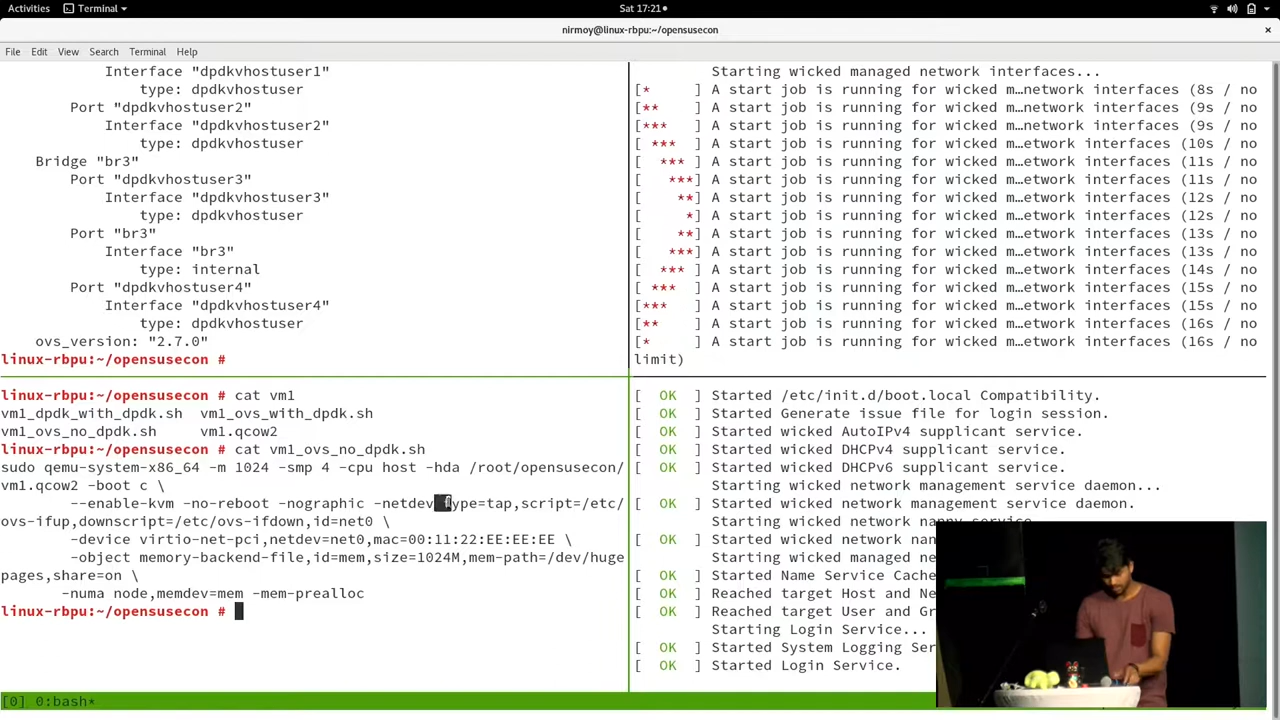 Activities
Terminal
Sat 17:21
nirmoy@linux-rbpu:~/opensusecon
File Edit View Search Terminal Help
Interface "dpdkvhostuser1"
type: dpdkvhostuser
Port "dpdkvhostuser2"
Interface "dpdkvhostuser2"
type: dpdkvhostuser
Bridge "br3"
Port "dpdkvhostuser3"
Interface "dpdkvhostuser3"
type: dpdkvhostuser
Port "br3"
Interface "br3"
type: internal
Port "dpdkvhostuser4"
Interface "dpdkvhostuser4"
type: dpdkvhostuser
ovs_version: "2.7.0"
linux-rbpu:~/opensusecon #
Starting wicked managed network interfaces...
[* ] A start job is running for wicked m…network interfaces (8s / no
[** ] A start job is running for wicked m…network interfaces (9s / no
[*** ] A start job is running for wicked m…network interfaces (9s / no
[ *** ] A start job is running for wicked m…etwork interfaces (10s / no
[ *** ] A start job is running for wicked m…etwork interfaces (11s / no
[ ***] A start job is running for wicked m…etwork interfaces (11s / no
[ **] A start job is running for wicked m…etwork interfaces (12s / no
[ *] A start job is running for wicked m…etwork interfaces (12s / no
[ **] A start job is running for wicked m…etwork interfaces (13s / no
[ ***] A start job is running for wicked m…etwork interfaces (13s / no
[ *** ] A start job is running for wicked m…etwork interfaces (14s / no
[ *** ] A start job is running for wicked m…etwork interfaces (15s / no
[*** ] A start job is running for wicked m…etwork interfaces (15s / no
[** ] A start job is running for wicked m…etwork interfaces (16s / no
[* ] A start job is running for wicked m…etwork interfaces (16s / no
limit)
linux-rbpu:~/opensusecon # cat vm1
vm1_dpdk_with_dpdk.sh vm1_ovs_with_dpdk.sh
vm1_ovs_no_dpdk.sh vm1.qcow2
linux-rbpu:~/opensusecon # cat vm1_ovs_no_dpdk.sh
sudo qemu-system-x86_64 -m 1024 -smp 4 -cpu host -hda /root/opensusecon/
vm1.qcow2 -boot c \
--enable-kvm -no-reboot -nographic -netdev type=tap,script=/etc/
ovs-ifup,downscript=/etc/ovs-ifdown,id=net0 \
-device virtio-net-pci,netdev=net0,mac=00:11:22:EE:EE:EE \
-object memory-backend-file,id=mem,size=1024M,mem-path=/dev/huge
pages,share=on \
-numa node,memdev=mem -mem-prealloc
linux-rbpu:~/opensusecon #
[ OK ] Started /etc/init.d/boot.local Compatibility.
[ OK ] Started Generate issue file for login session.
[ OK ] Started wicked AutoIPv4 supplicant service.
[ OK ] Started wicked DHCPv4 supplicant service.
[ OK ] Started wicked DHCPv6 supplicant service.
Starting wicked network management service daemon...
[ OK ] Started wicked network management service daemon.
Starting wicked network nanny service...
[ OK ] Started wicked network nan
Starting wicked managed ne
[ OK ] Started Name Service Cache
[ OK ] Reached target Host and Ne
[ OK ] Reached target User and Gr
Starting Login Service...
[ OK ] Started System Logging Ser
[ OK ] Started Login Service.
[0] 0:bash*